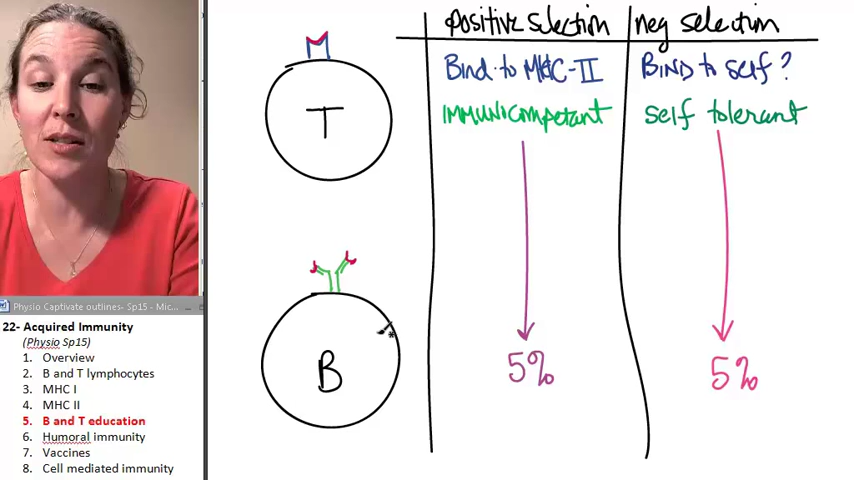 positive selection
neg selection
Bind to MHC-II
BIND to self?
IMMUNICompetant
self tolerant
T
B
5%
5%
Physio Captivate outlines- Sp15 - Mic...
22- Acquired Immunity
(Physio Sp15)
1. Overview
2. B and T lymphocytes
3. MHC I
4. MHC II
5. B and T education
6. Humoral immunity
7. Vaccines
8. Cell mediated immunity